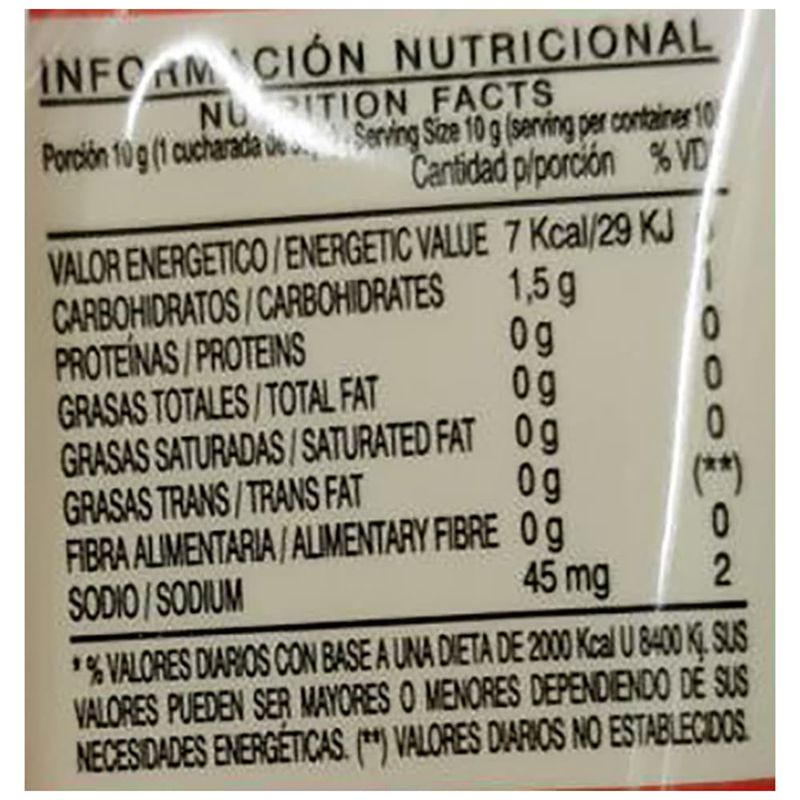 INFORMACIÓN NUTRICIONAL
NUTRITION FACTS
Porción 10 g (1 cucharada de Serving Size 10 g (serving per container 10
Cantidad p/porción % VD
VALOR ENERGETICO / ENERGETIC VALUE 7 Kcal/29 KJ
CARBOHIDRATOS / CARBOHIDRATES 1,5 g 1
PROTEÍNAS / PROTEINS 0 g 0
GRASAS TOTALES / TOTAL FAT 0 g 0
GRASAS SATURADAS / SATURATED FAT 0 g 0
GRASAS TRANS / TRANS FAT 0 g (**)
FIBRA ALIMENTARIA / ALIMENTARY FIBRE 0 g 0
SODIO / SODIUM 45 mg 2
* % VALORES DIARIOS CON BASE A UNA DIETA DE 2000 Kcal U 8400 Kj. SUS
VALORES PUEDEN SER MAYORES O MENORES DEPENDIENDO DE SUS
NECESIDADES ENERGÉTICAS. (**) VALORES DIARIOS NO ESTABLECIDOS.